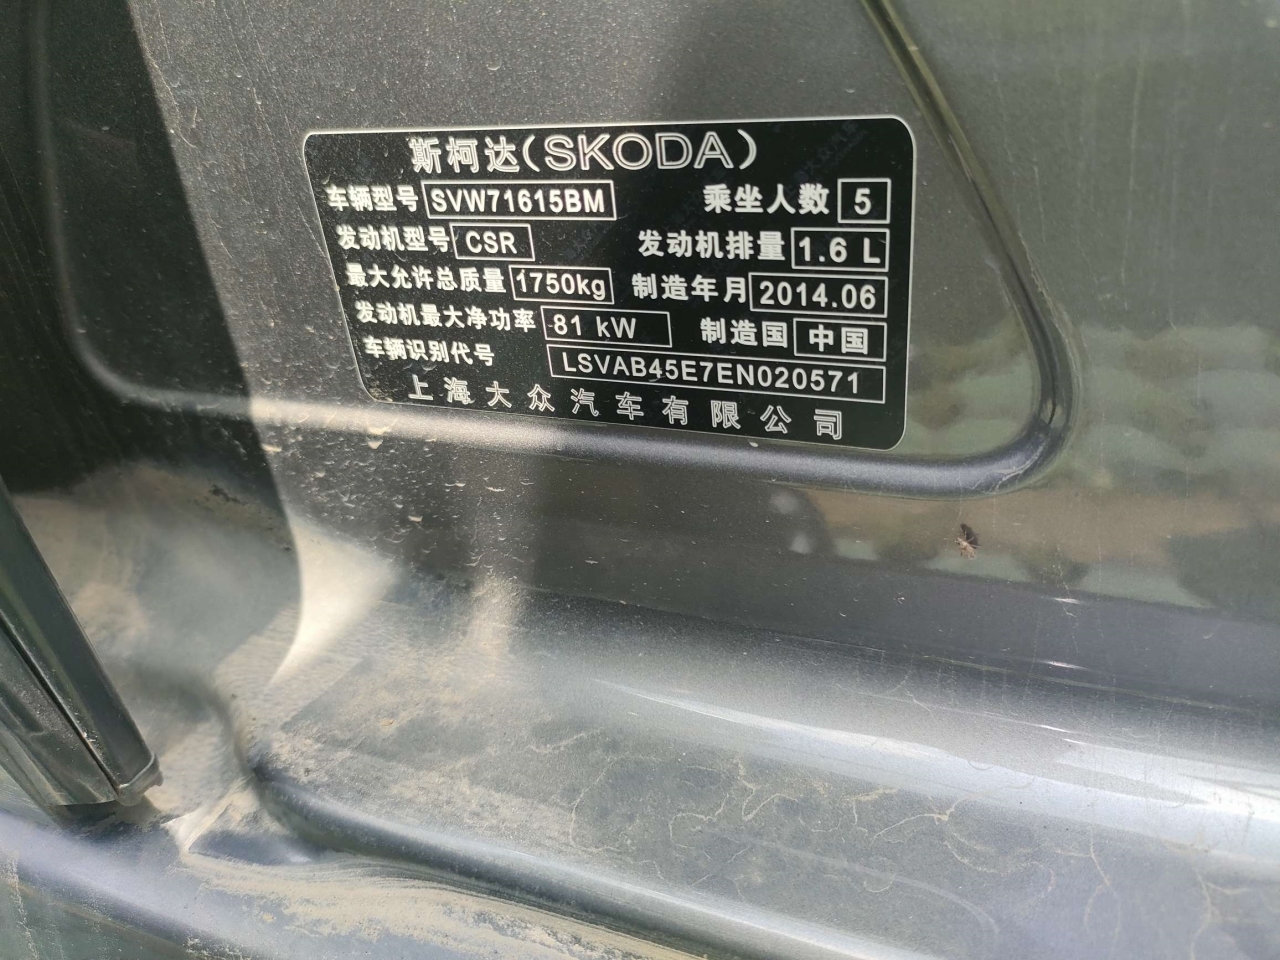 斯柯达(SKODA)
车辆型号 SVW71615BM 乘坐人数 5
发动机型号 CSR 发动机排量 1.6 L
最大允许总质量 1750kg 制造年月 2014.06
发动机最大净功率 81 kW 制造国 中国
车辆识别代号 LSVAB45E7EN020571
上海大众汽车有限公司